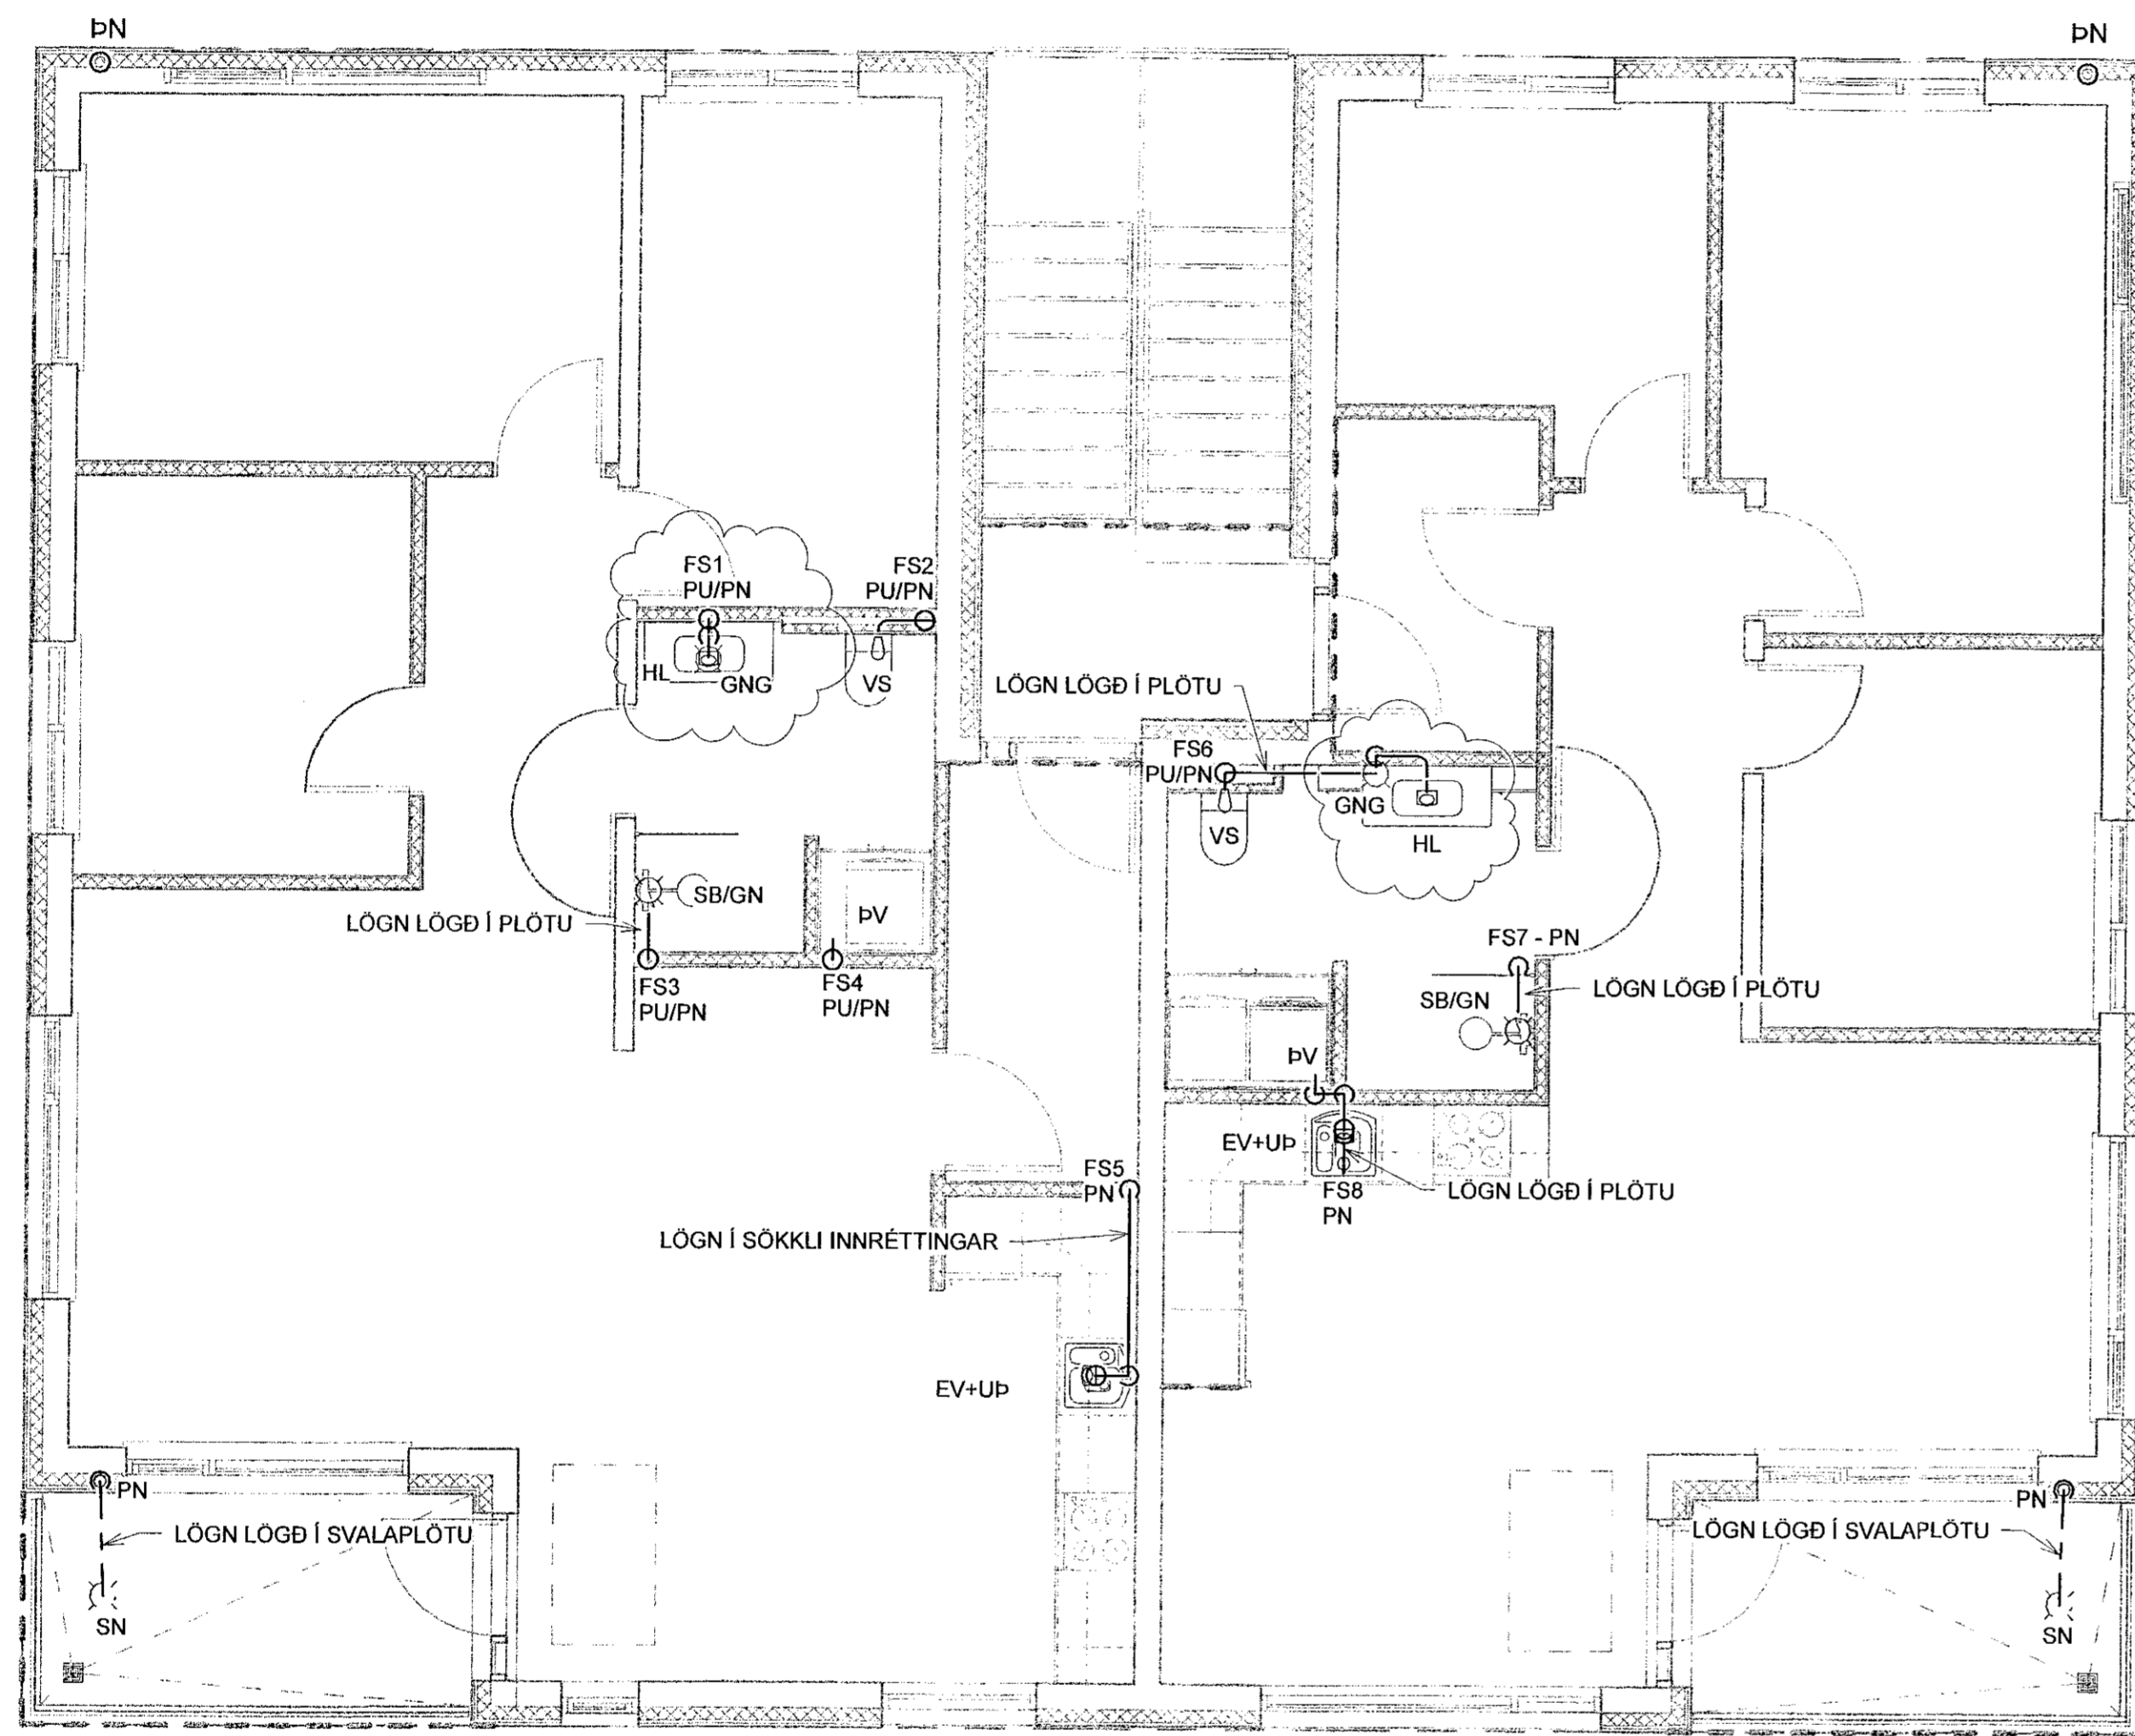 ÞN
ÞN
FS1
PU/PN
FS2
PU/PN
HL
GNG
VS
LÖGN LÖGÐ Í PLÖTU
FS6
PU/PN
GNG
VS
HL
SB/GN
ÞV
LÖGN LÖGÐ Í PLÖTU
FS3
PU/PN
FS4
PU/PN
FS7 - PN
SB/GN
LÖGN LÖGÐ Í PLÖTU
ÞV
EV+UÞ
FS8
PN
LÖGN LÖGÐ Í PLÖTU
FS5
PN
LÖGN Í SÖKKLI INNRÉTTINGAR
EV+UÞ
PN
LÖGN LÖGÐ Í SVALAPLÖTU
SN
PN
LÖGN LÖGÐ Í SVALAPLÖTU
SN